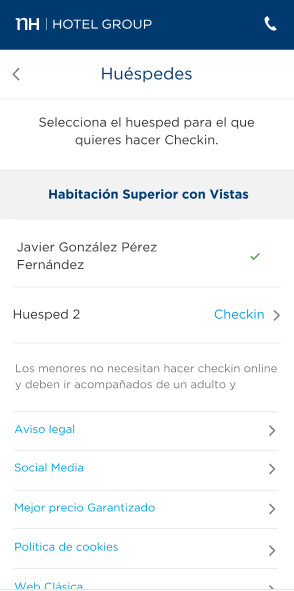 nH | HOTEL GROUP
Huéspedes
Selecciona el huesped para el que
quieres hacer Checkin.
Habitación Superior con Vistas
Javier González Pérez
Fernández
Huesped 2 Checkin
Los menores no necesitan hacer checkin online
y deben ir acompañados de un adulto y
Aviso legal
Social Media
Mejor precio Garantizado
Política de cookies
Web Clásica